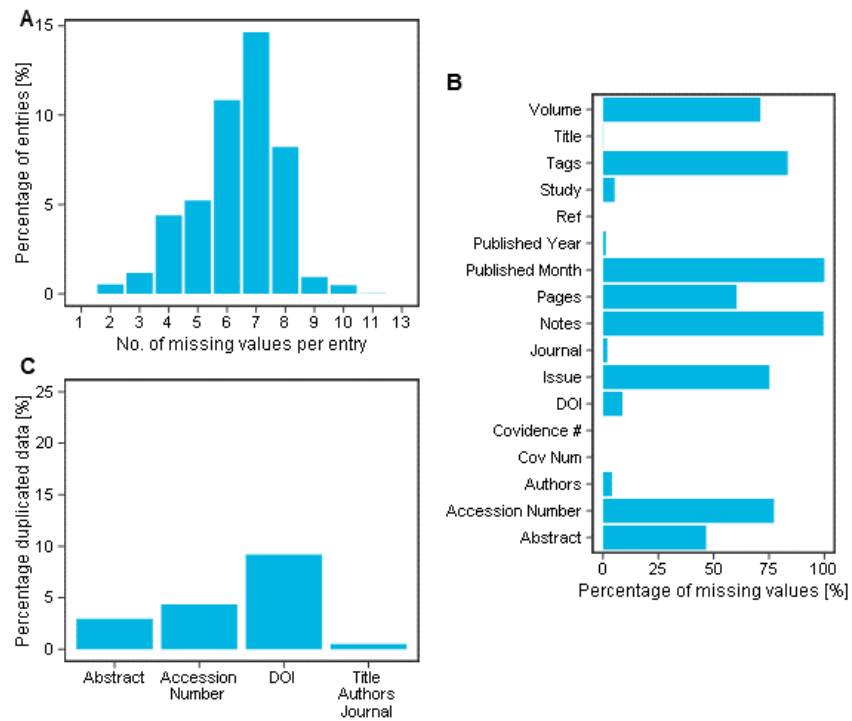 A
15
10
5
0
Percentage of entries [%]
1 2 3 4 5 6 7 8 9 10 11 13
No. of missing values per entry
B
Volume
Title
Tags
Study
Ref
Published Year
Published Month
Pages
Notes
Journal
Issue
DOI
Covidence #
Cov Num
Authors
Accession Number
Abstract
0 25 50 75 100
Percentage of missing values [%]
C
25
20
15
10
5
0
Percentage duplicated data [%]
Abstract
Accession
Number
DOI
Title
Authors
Journal